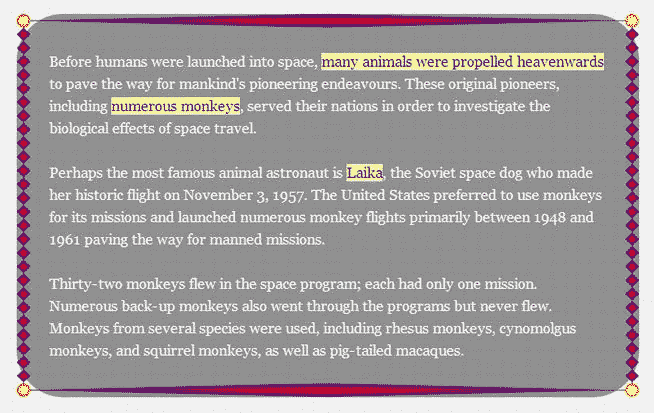 Before humans were launched into space, many animals were propelled heavenwards
to pave the way for mankind's pioneering endeavours. These original pioneers,
including numerous monkeys, served their nations in order to investigate the
biological effects of space travel.
Perhaps the most famous animal astronaut is Laika, the Soviet space dog who made
her historic flight on November 3, 1957. The United States preferred to use monkeys
for its missions and launched numerous monkey flights primarily between 1948 and
1961 paving the way for manned missions.
Thirty-two monkeys flew in the space program; each had only one mission.
Numerous back-up monkeys also went through the programs but never flew.
Monkeys from several species were used, including rhesus monkeys, cynomolgus
monkeys, and squirrel monkeys, as well as pig-tailed macaques.